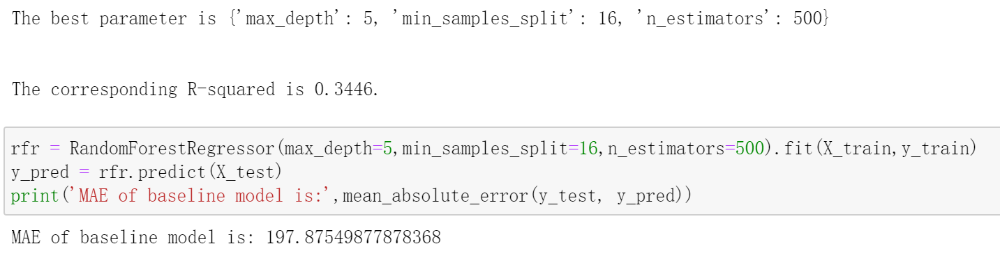 The best parameter is {'max_depth': 5, 'min_samples_split': 16, 'n_estimators': 500}
The corresponding R-squared is 0.3446.
rfr = RandomForestRegressor(max_depth=5,min_samples_split=16,n_estimators=500).fit(X_train,y_train)
y_pred = rfr.predict(X_test)
print('MAE of baseline model is:',mean_absolute_error(y_test, y_pred))
MAE of baseline model is: 197.87549877878368